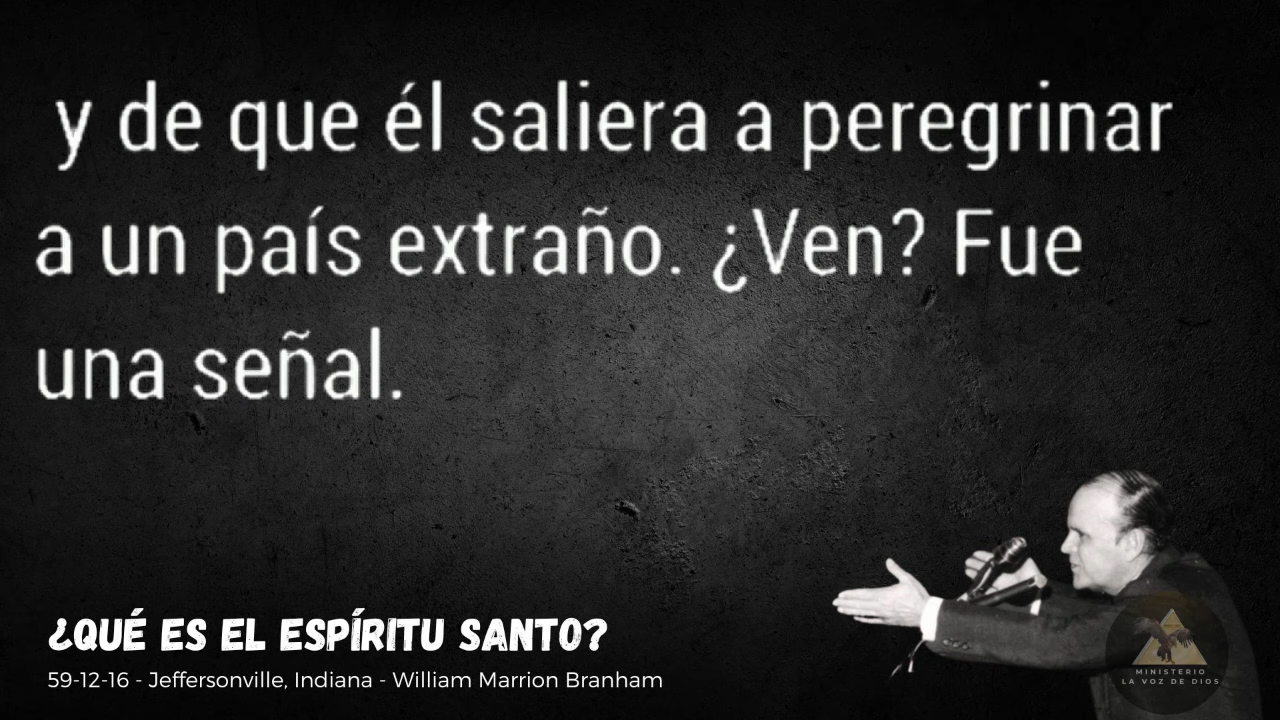 y de que él saliera a peregrinar
a un país extraño. ¿Ven? Fue
una señal.
¿QUÉ ES EL ESPÍRITU SANTO?
59-12-16 - Jeffersonville, Indiana - William Marrion Branham
MINISTERIO
LA VOZ DE DIOS